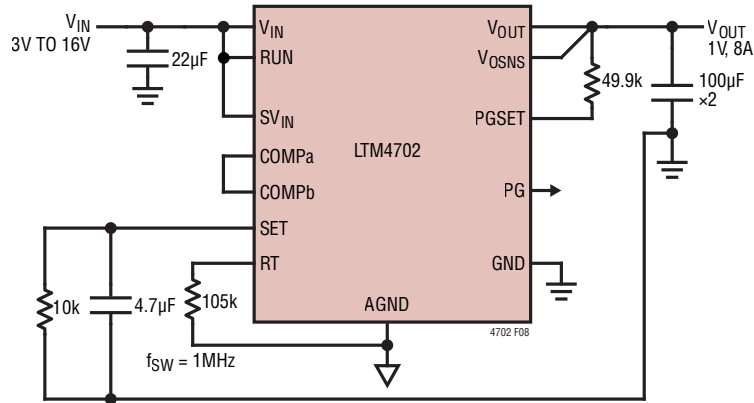 VIN
3V TO 16V
22µF
VIN
RUN
SVIN
COMPa
COMPb
SET
RT
LTM4702
AGND
VOUT
VOSNS
PGSET
PG
GND
49.9k
100µF
×2
VOUT
1V, 8A
10k
4.7µF
105k
fSW = 1MHz
4702 F08